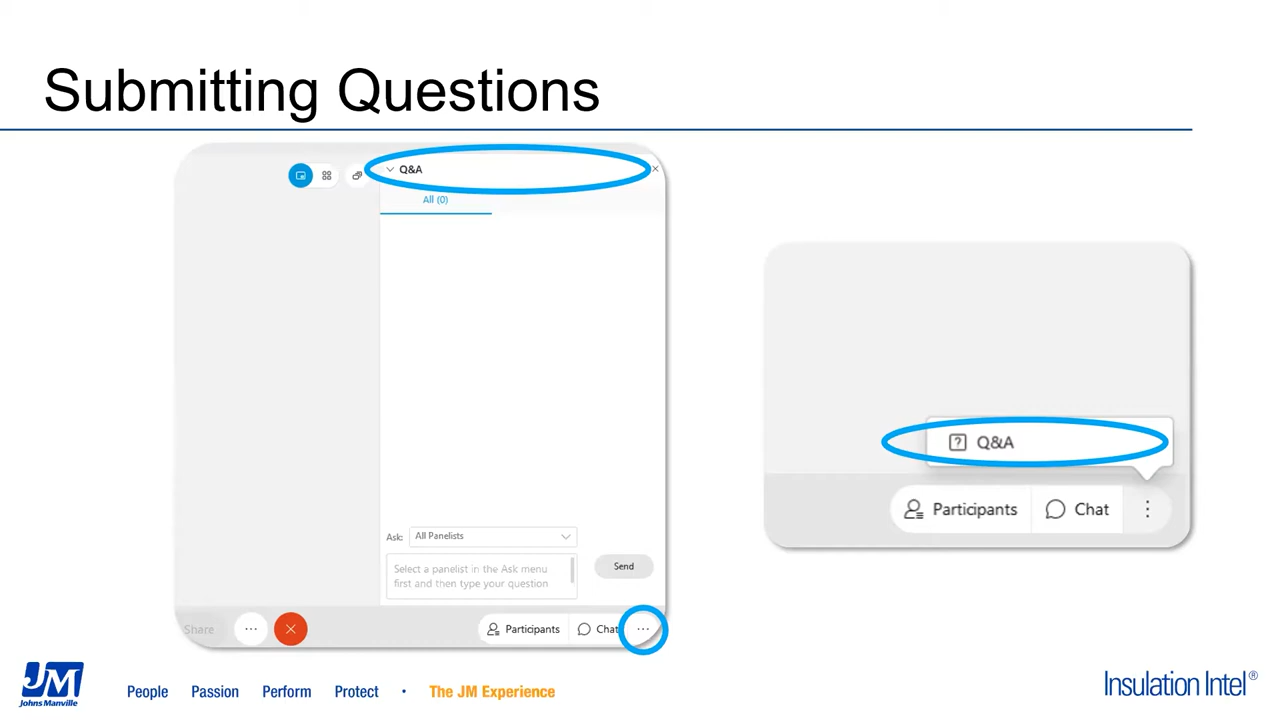 Submitting Questions
Q&A
All (0)
Ask: All Panelists
Select a panelist in the Ask menu
first and then type your question
Send
Share
Participants
Chat
Q&A
Participants
Chat
JM
Johns Manville
People Passion Perform Protect • The JM Experience
Insulation Intel®